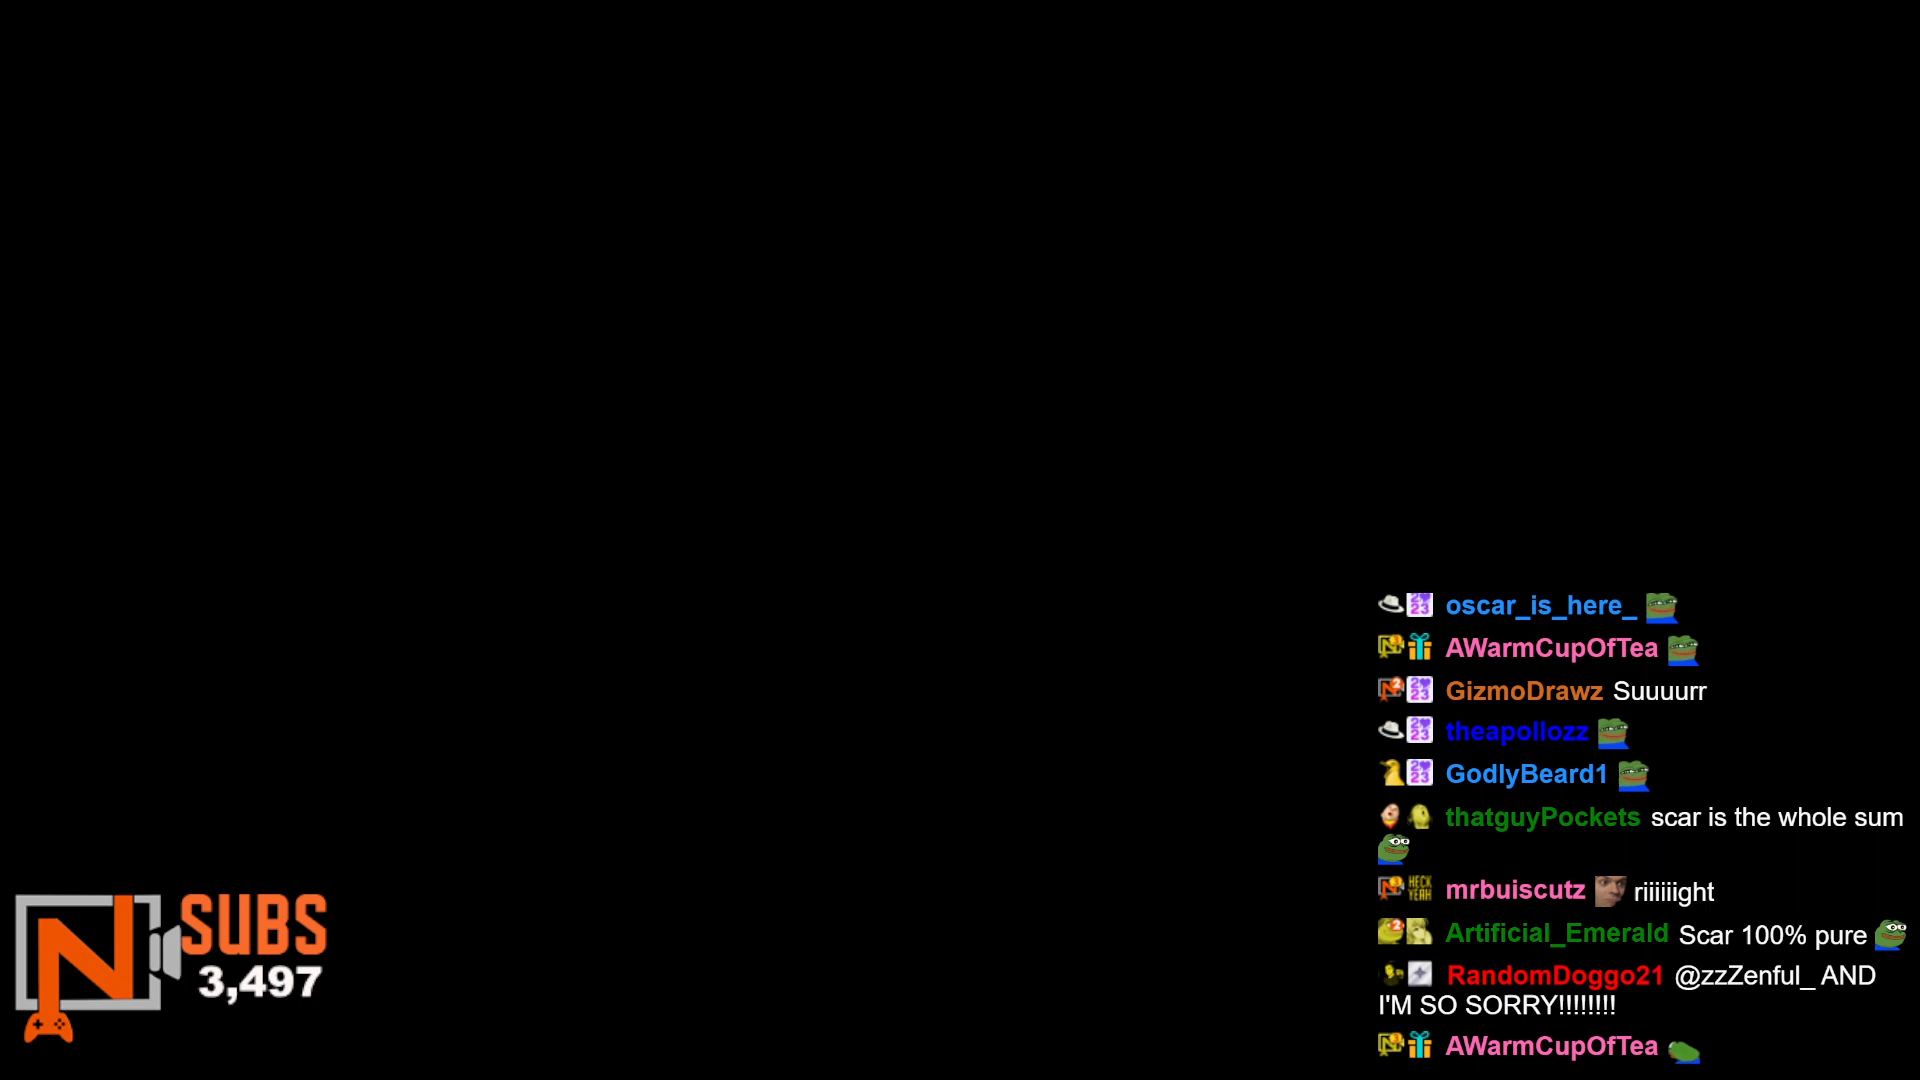 oscar_is_here_
AWarmCupOfTea
GizmoDrawz Suuuurr
theapollozz
GodlyBeard1
thatguyPockets scar is the whole sum
mrbuiscutz riiiiiight
Artificial_Emerald Scar 100% pure
RandomDoggo21 @zzZenful_ AND
I'M SO SORRY!!!!!!!!
AWarmCupOfTea
N SUBS
3,497